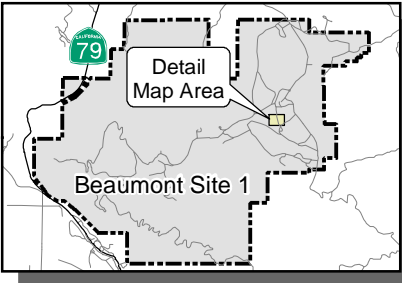 CALIFORNIA
79
Detail
Map Area
Beaumont Site 1